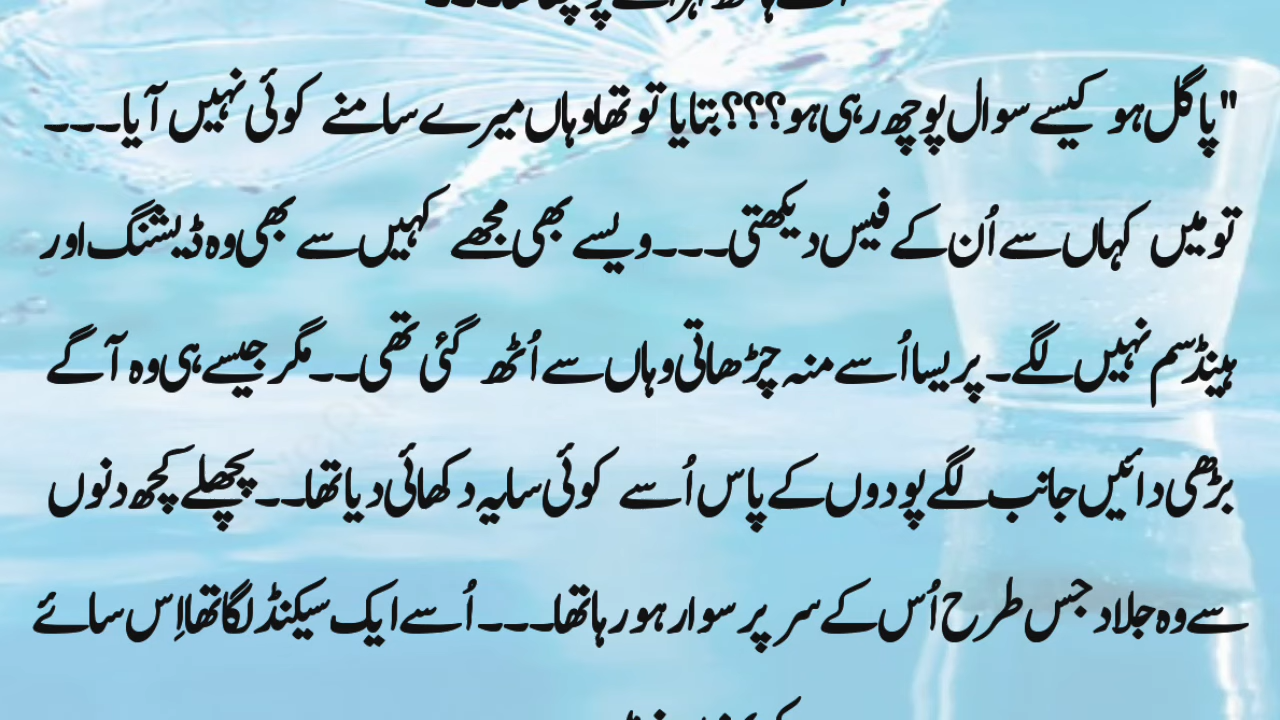 "پاگل ہو کیسے سوال پوچھ رہی ہو؟؟؟ بتایا تو تھا وہاں میرے سامنے کوئی نہیں آیا۔۔۔
تو میں کہاں سے اُن کے فیس دیکھتی۔۔۔ ویسے بھی مجھے کہیں سے بھی وہ ڈیشنگ اور
ہینڈسم نہیں لگے۔ پریسا اُسے منہ چڑھاتی وہاں سے اُٹھ گئی تھی۔۔ مگر جیسے ہی وہ آگے
بڑھی دائیں جانب لگے پودوں کے پاس اُسے کوئی سایہ دکھائی دیا تھا۔۔ پچھلے کچھ دنوں
سے وہ جلاد جس طرح اُس کے سر پر سوار ہو رہا تھا۔۔۔ اُسے ایک سیکنڈ لگا تھا اِس سائے